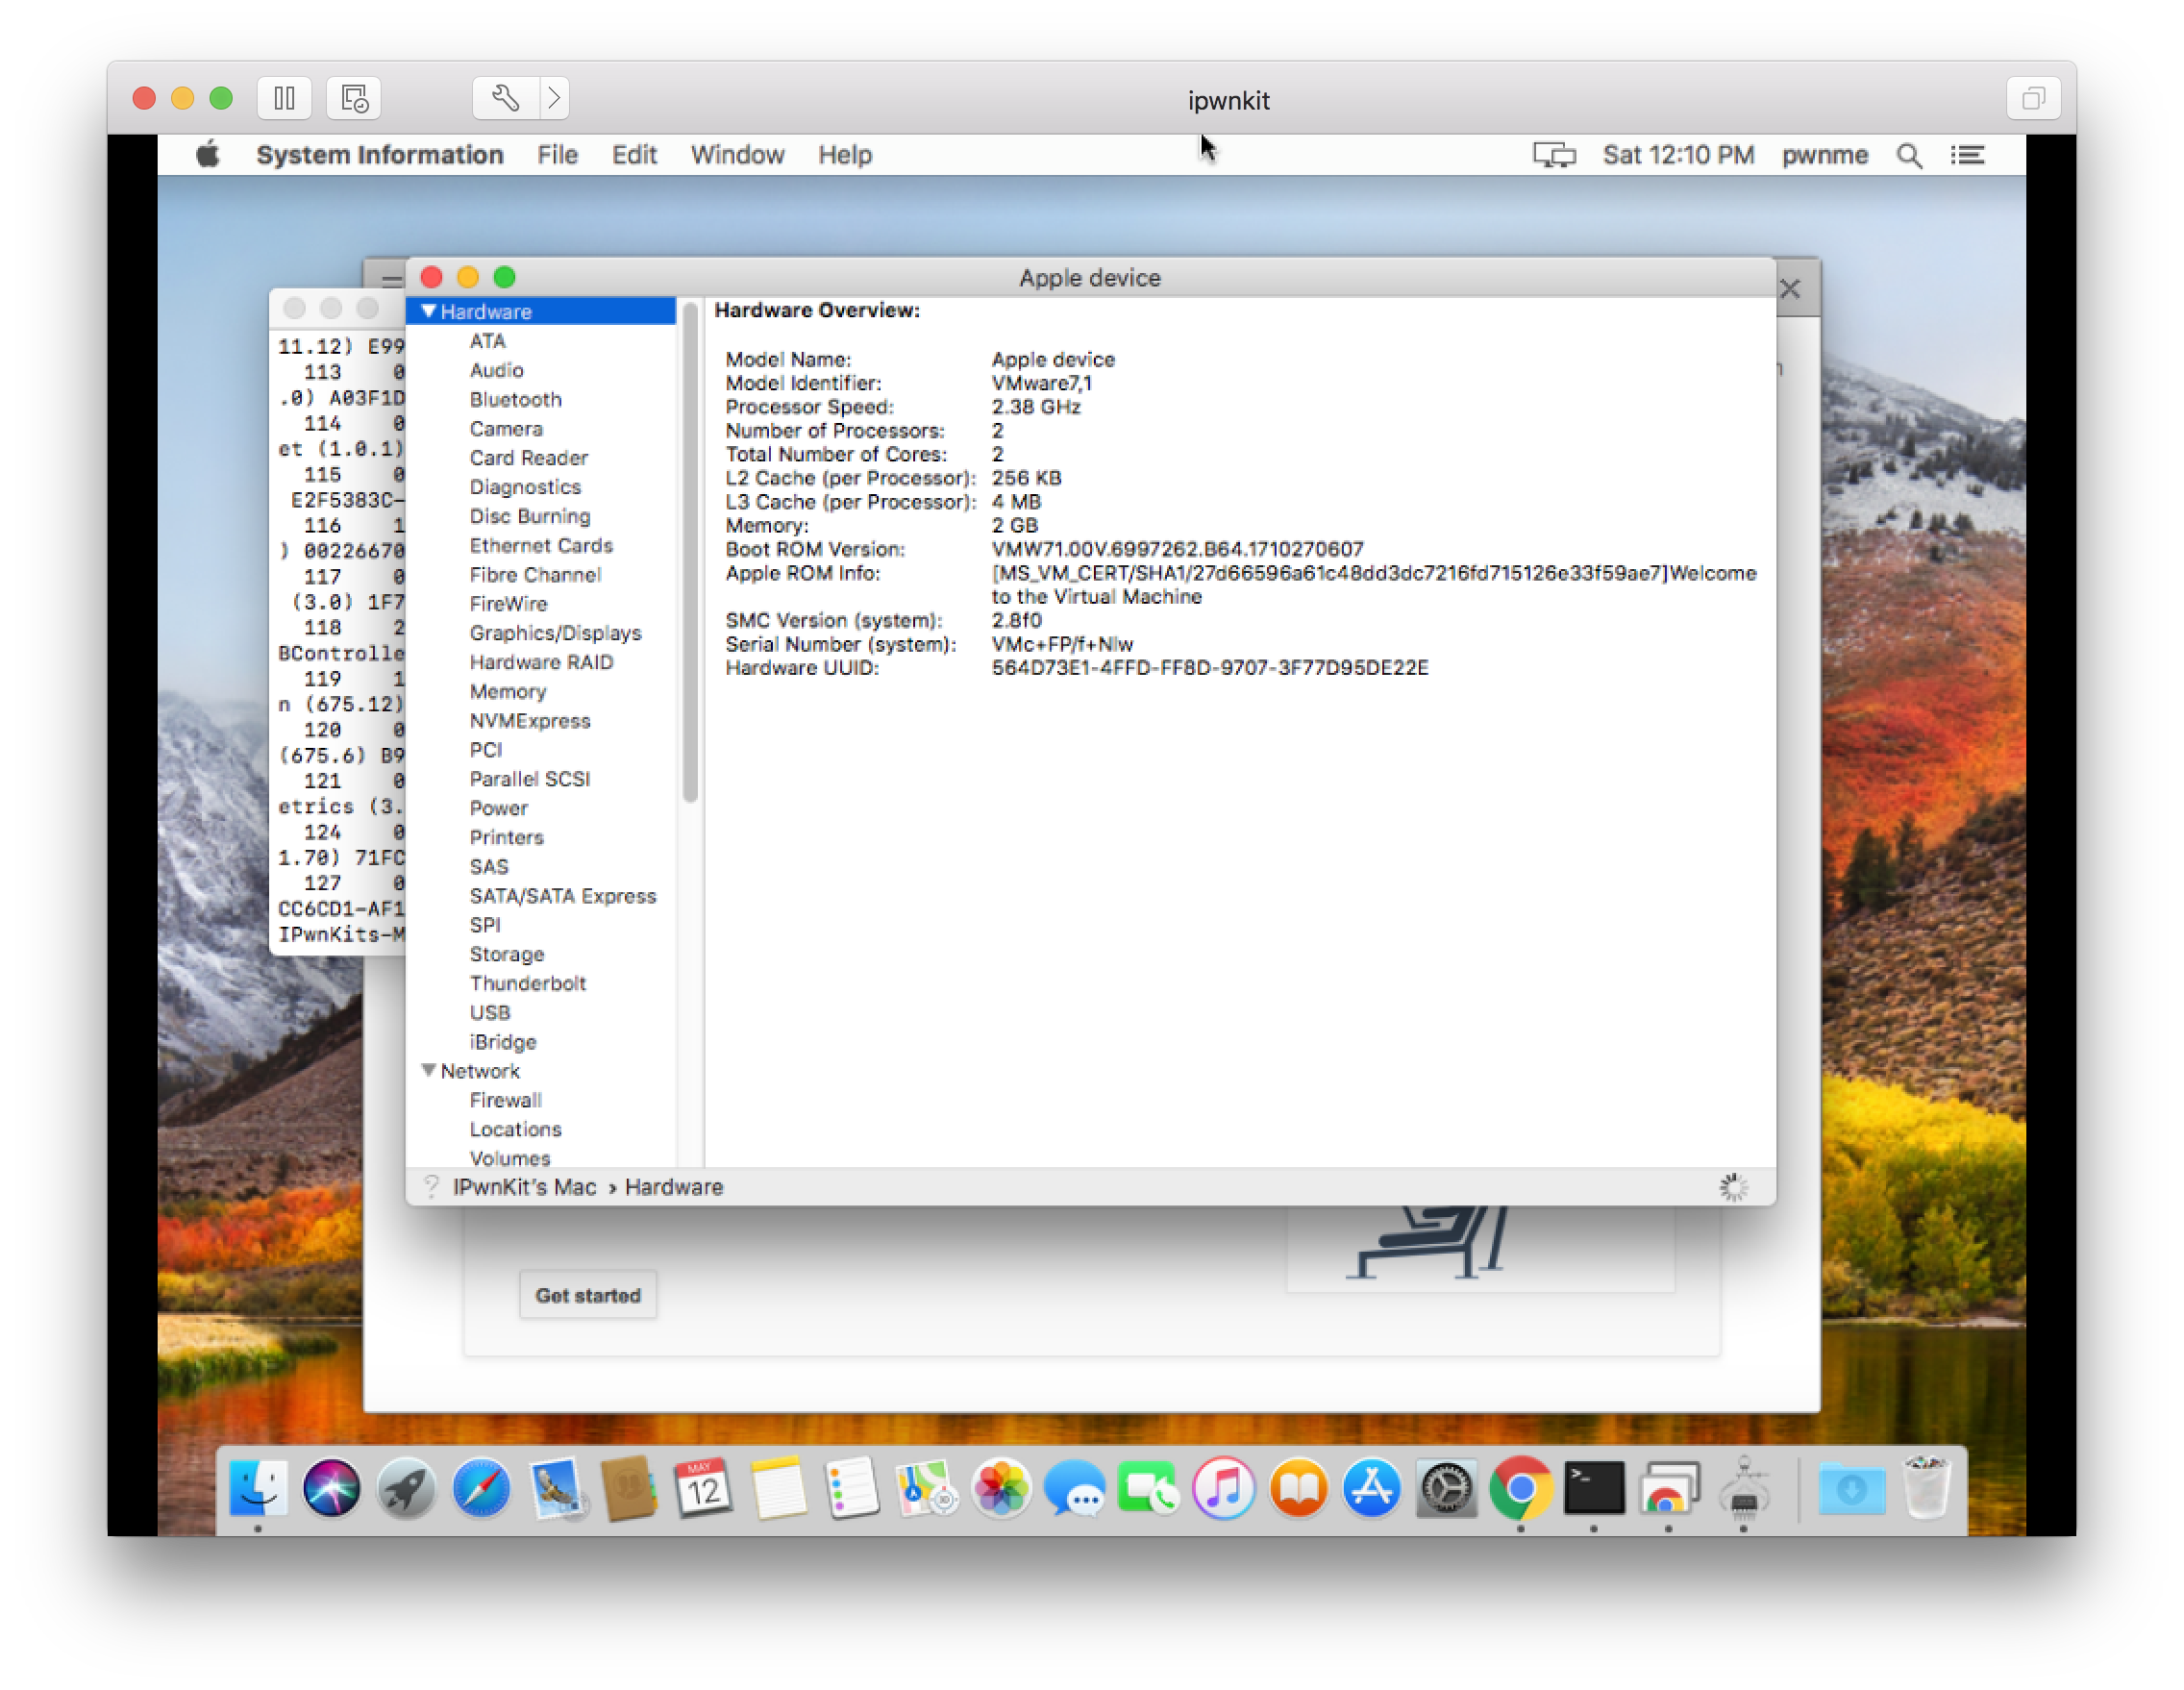 ipwnkit
System Information File Edit Window Help Sat 12:10 PM pwnme
Apple device
11.12) E99
113 0
.0) A03F1D
114 0
et (1.0.1)
115 0
E2F5383C-
116 1
) 00226670
117 0
(3.0) 1F7
118 2
BControlle
119 1
n (675.12)
120 0
(675.6) B9
121 0
etrics (3.
124 0
1.70) 71FC
127 0
CC6CD1-AF1
IPwnKits-M
Hardware
ATA
Audio
Bluetooth
Camera
Card Reader
Diagnostics
Disc Burning
Ethernet Cards
Fibre Channel
FireWire
Graphics/Displays
Hardware RAID
Memory
NVMExpress
PCI
Parallel SCSI
Power
Printers
SAS
SATA/SATA Express
SPI
Storage
Thunderbolt
USB
iBridge
Network
Firewall
Locations
Volumes
Hardware Overview:
Model Name: Apple device
Model Identifier: VMware7,1
Processor Speed: 2.38 GHz
Number of Processors: 2
Total Number of Cores: 2
L2 Cache (per Processor): 256 KB
L3 Cache (per Processor): 4 MB
Memory: 2 GB
Boot ROM Version: VMW71.00V.6997262.B64.1710270607
Apple ROM Info: [MS_VM_CERT/SHA1/27d66596a61c48dd3dc7216fd715126e33f59ae7]Welcome
to the Virtual Machine
SMC Version (system): 2.8f0
Serial Number (system): VMc+FP/f+NIw
Hardware UUID: 564D73E1-4FFD-FF8D-9707-3F77D95DE22E
? IPwnKit's Mac › Hardware
Get started
MAY
12
3D
>_